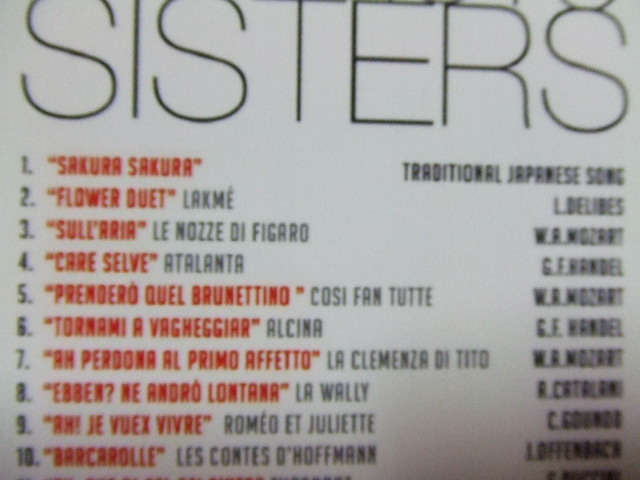 SISTERS
1. "SAKURA SAKURA" TRADITIONAL JAPANESE SONG
2. "FLOWER DUET" LAKMÉ L.DELIBES
3. "SULL'ARIA" LE NOZZE DI FIGARO W.A.MOZART
4. "CARE SELVE" ATALANTA G.F.HANDEL
5. "PRENDERÒ QUEL BRUNETTINO " COSI FAN TUTTE W.A.MOZART
6. "TORNAMI A VAGHEGGIAR" ALCINA G.F. HANDEL
7. "AH PERDONA AL PRIMO AFFETTO" LA CLEMENZA DI TITO W.A.MOZART
8. "EBBEN? NE ANDRÒ LONTANA" LA WALLY A.CATALANI
9. "AH! JE VUEX VIVRE" ROMÉO ET JULIETTE C.GOUNOD
10. "BARCAROLLE" LES CONTES D'HOFFMANN J.OFFENBACH